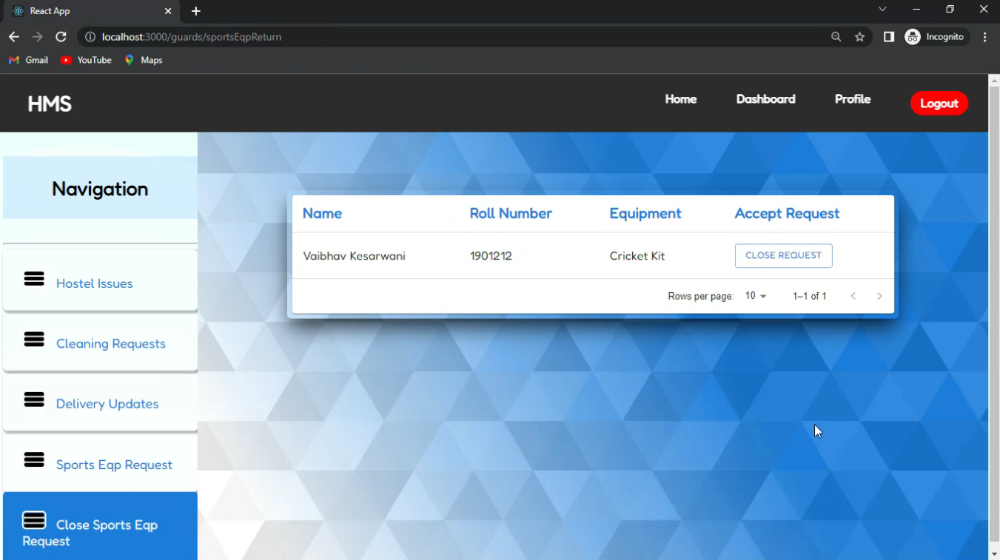 React App
localhost:3000/guards/sportsEqpReturn
Incognito
Gmail YouTube Maps
HMS Home Dashboard Profile Logout
Navigation
Hostel Issues
Cleaning Requests
Delivery Updates
Sports Eqp Request
Close Sports Eqp
Request
Name Roll Number Equipment Accept Request
Vaibhav Kesarwani 1901212 Cricket Kit CLOSE REQUEST
Rows per page: 10 1–1 of 1